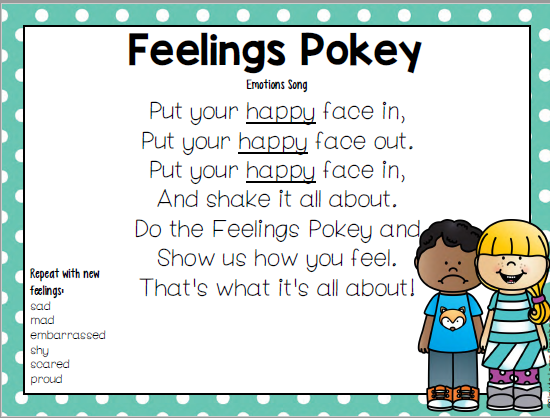 Feelings Pokey
Emotions Song
Put your happy face in,
Put your happy face out.
Put your happy face in,
And shake it all about.
Do the Feelings Pokey and
Show us how you feel.
That's what it's all about!
Repeat with new
feelings:
sad
mad
embarrassed
shy
scared
proud